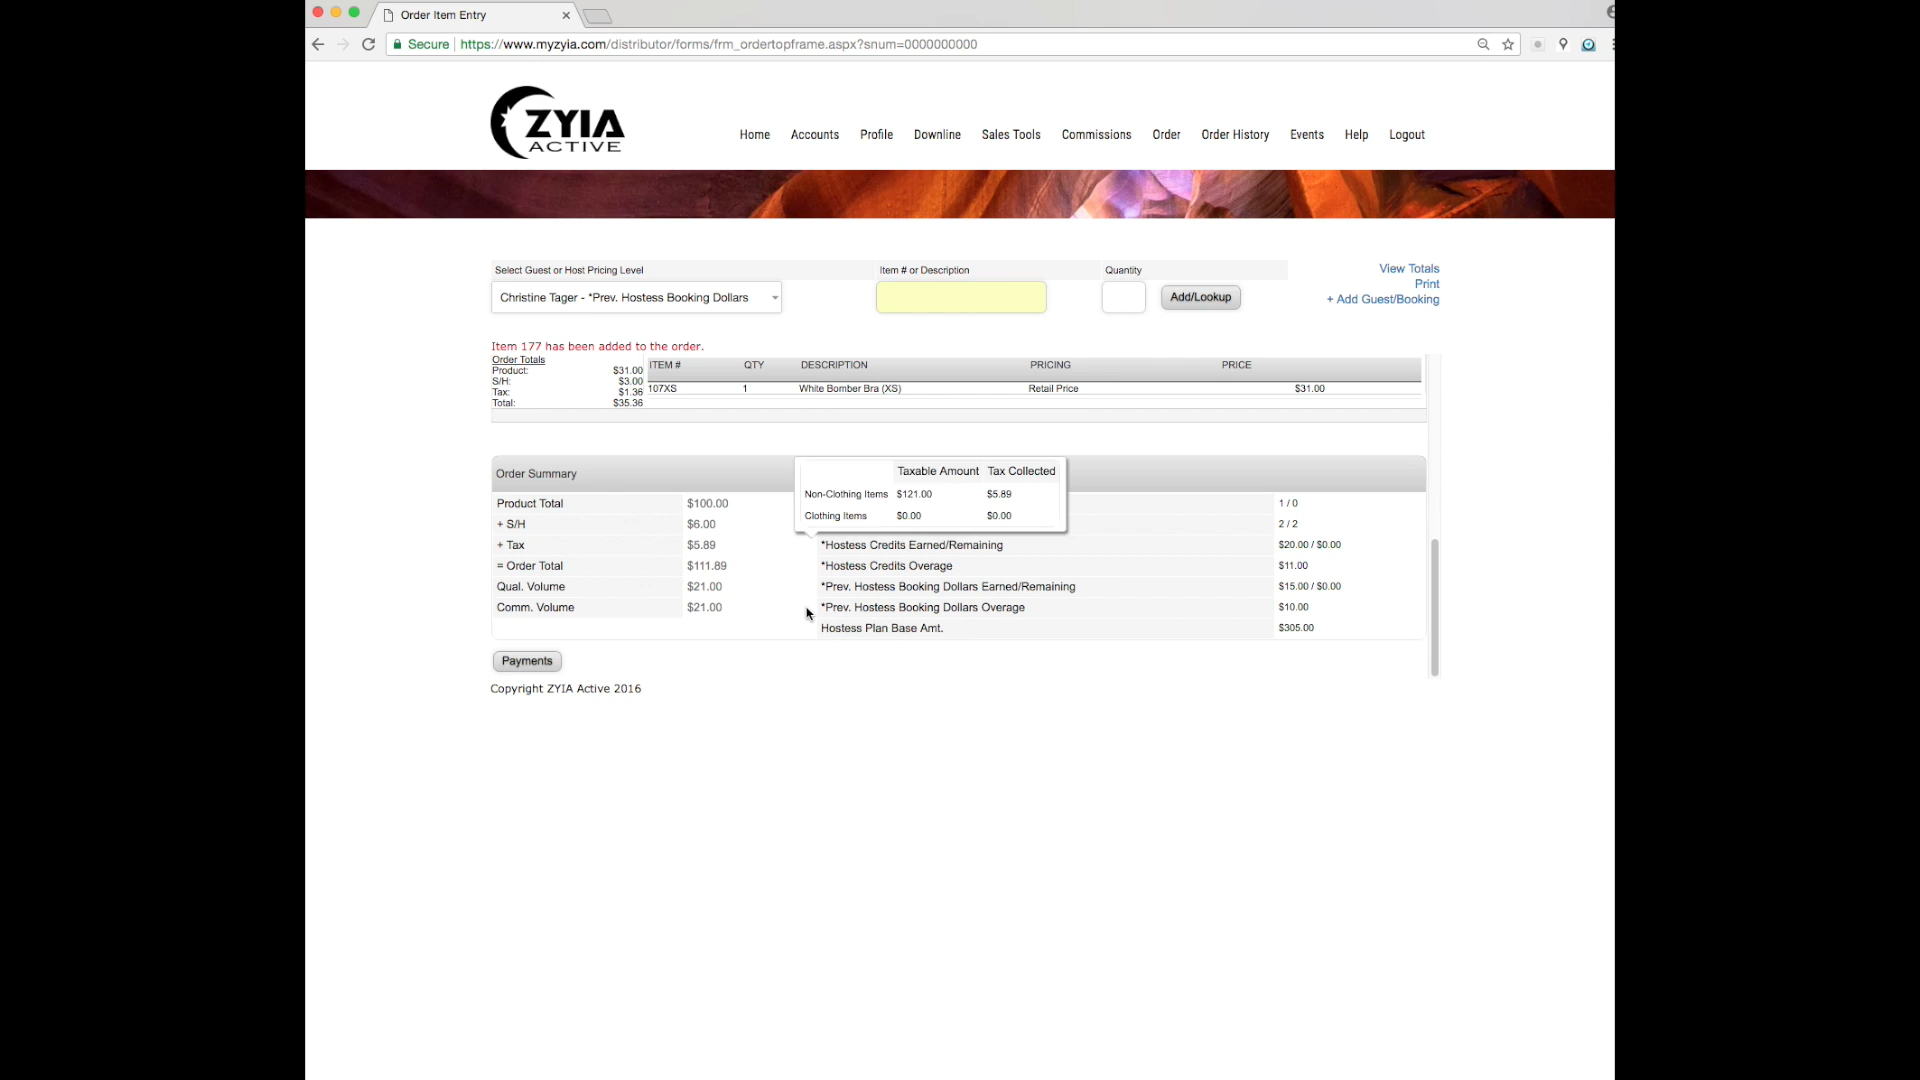 Order Item Entry
Secure https://www.myzyia.com/distributor/forms/frm_ordertopframe.aspx?snum=0000000000
ZYIA
ACTIVE
Home Accounts Profile Downline Sales Tools Commissions Order Order History Events Help Logout
Select Guest or Host Pricing Level Item # or Description Quantity
View Totals
Print
+ Add Guest/Booking
Christine Tager - *Prev. Hostess Booking Dollars Add/Lookup
Item 177 has been added to the order.
Order Totals
Product: $31.00
S/H: $3.00
Tax: $1.36
Total: $35.36
ITEM # QTY DESCRIPTION PRICING PRICE
107XS 1 White Bomber Bra (XS) Retail Price $31.00
Order Summary
Taxable Amount Tax Collected
Non-Clothing Items $121.00 $5.89
Clothing Items $0.00 $0.00
Product Total $100.00 1 / 0
+ S/H $6.00 2 / 2
+ Tax $5.89 *Hostess Credits Earned/Remaining $20.00 / $0.00
= Order Total $111.89 *Hostess Credits Overage $11.00
Qual. Volume $21.00 *Prev. Hostess Booking Dollars Earned/Remaining $15.00 / $0.00
Comm. Volume $21.00 *Prev. Hostess Booking Dollars Overage $10.00
Hostess Plan Base Amt. $305.00
Payments
Copyright ZYIA Active 2016